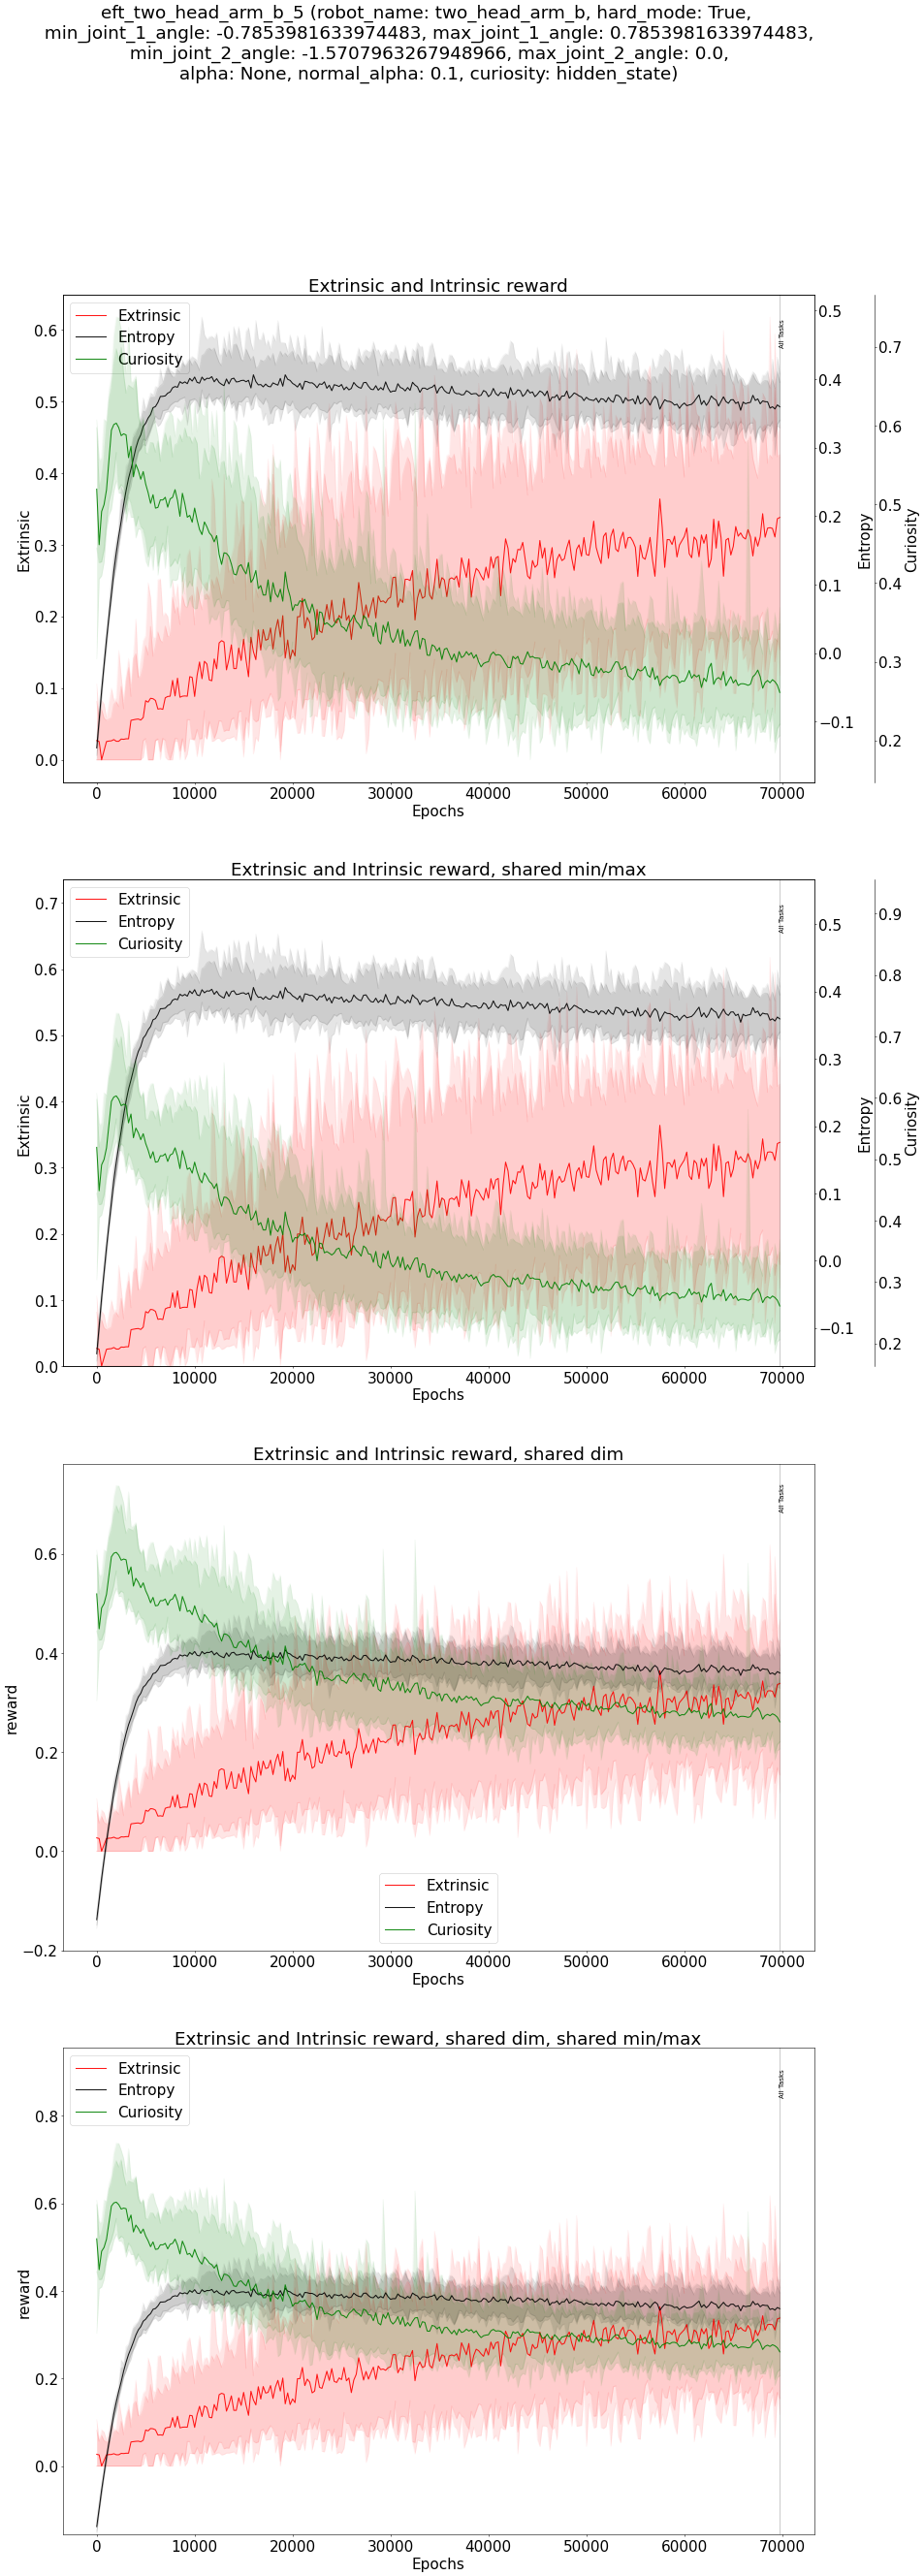 eft_two_head_arm_b_5 (robot_name: two_head_arm_b, hard_mode: True,
min_joint_1_angle: -0.7853981633974483, max_joint_1_angle: 0.7853981633974483,
min_joint_2_angle: -1.5707963267948966, max_joint_2_angle: 0.0,
alpha: None, normal_alpha: 0.1, curiosity: hidden_state)
Extrinsic and Intrinsic reward
Extrinsic
Entropy
Curiosity
All Tasks
0.6
0.5
0.4
0.3
0.2
0.1
0.0
Extrinsic
0.5
0.4
0.3
0.2
0.1
0.0
−0.1
Entropy
0.7
0.6
0.5
0.4
0.3
0.2
Curiosity
0 10000 20000 30000 40000 50000 60000 70000
Epochs
Extrinsic and Intrinsic reward, shared min/max
Extrinsic
Entropy
Curiosity
All Tasks
0.7
0.6
0.5
0.4
0.3
0.2
0.1
0.0
Extrinsic
0.5
0.4
0.3
0.2
0.1
0.0
−0.1
Entropy
0.9
0.8
0.7
0.6
0.5
0.4
0.3
0.2
Curiosity
0 10000 20000 30000 40000 50000 60000 70000
Epochs
Extrinsic and Intrinsic reward, shared dim
All Tasks
0.6
0.4
0.2
0.0
−0.2
reward
Extrinsic
Entropy
Curiosity
0 10000 20000 30000 40000 50000 60000 70000
Epochs
Extrinsic and Intrinsic reward, shared dim, shared min/max
Extrinsic
Entropy
Curiosity
All Tasks
0.8
0.6
0.4
0.2
0.0
reward
0 10000 20000 30000 40000 50000 60000 70000
Epochs